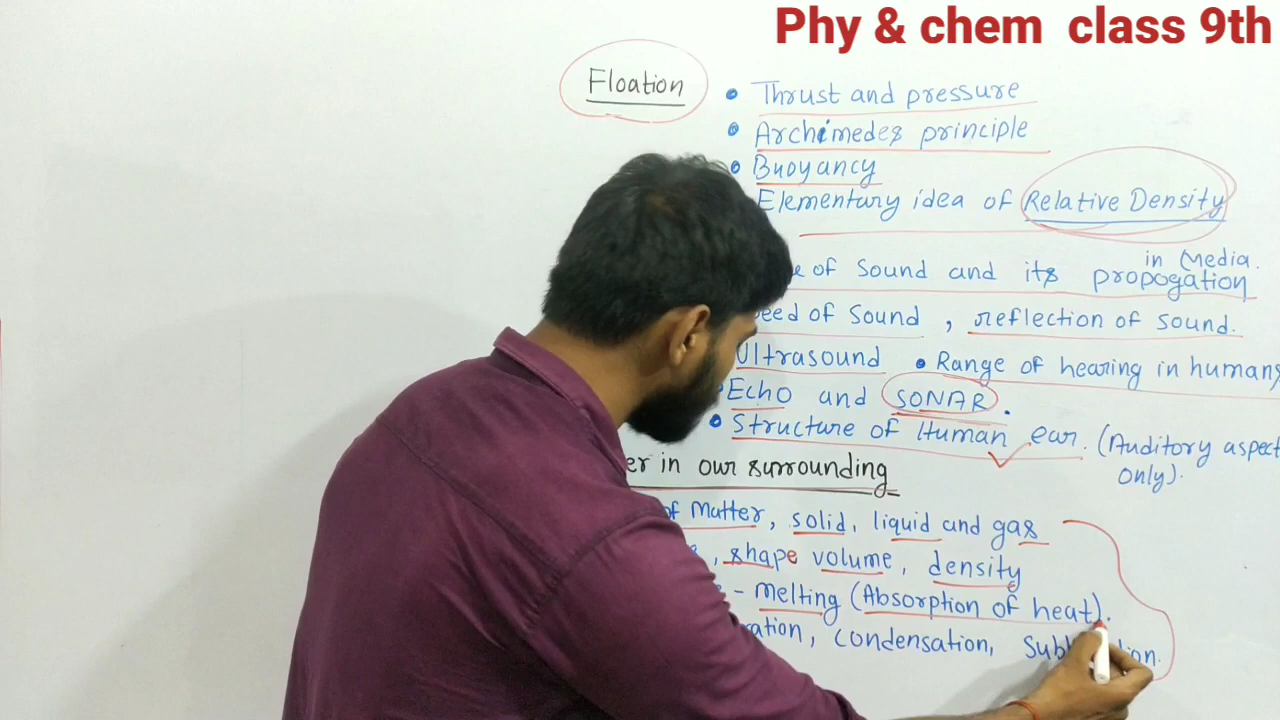 Phy & chem class 9th
Floation
• Thrust and pressure
• Archimedes principle
• Buoyancy
Elementary idea of Relative Density
of Sound and its propogation in Media.
of Sound, reflection of Sound.
Ultrasound • Range of hearing in humans
• Echo and SONAR.
• Structure of Human ear. (Auditory aspect only).
in our surrounding
of Matter, solid, liquid and gas
, shape volume, density
- melting (Absorption of heat).
, condensation,